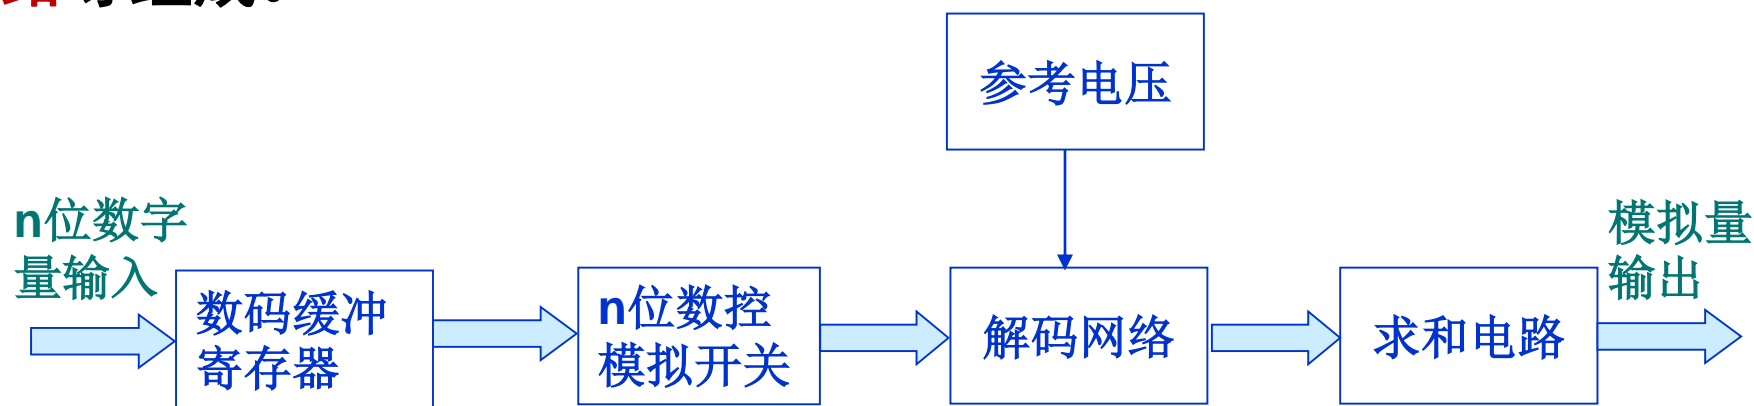 参考电压
n位数字
量输入
数码缓冲
寄存器
n位数控
模拟开关
解码网络
求和电路
模拟量
输出